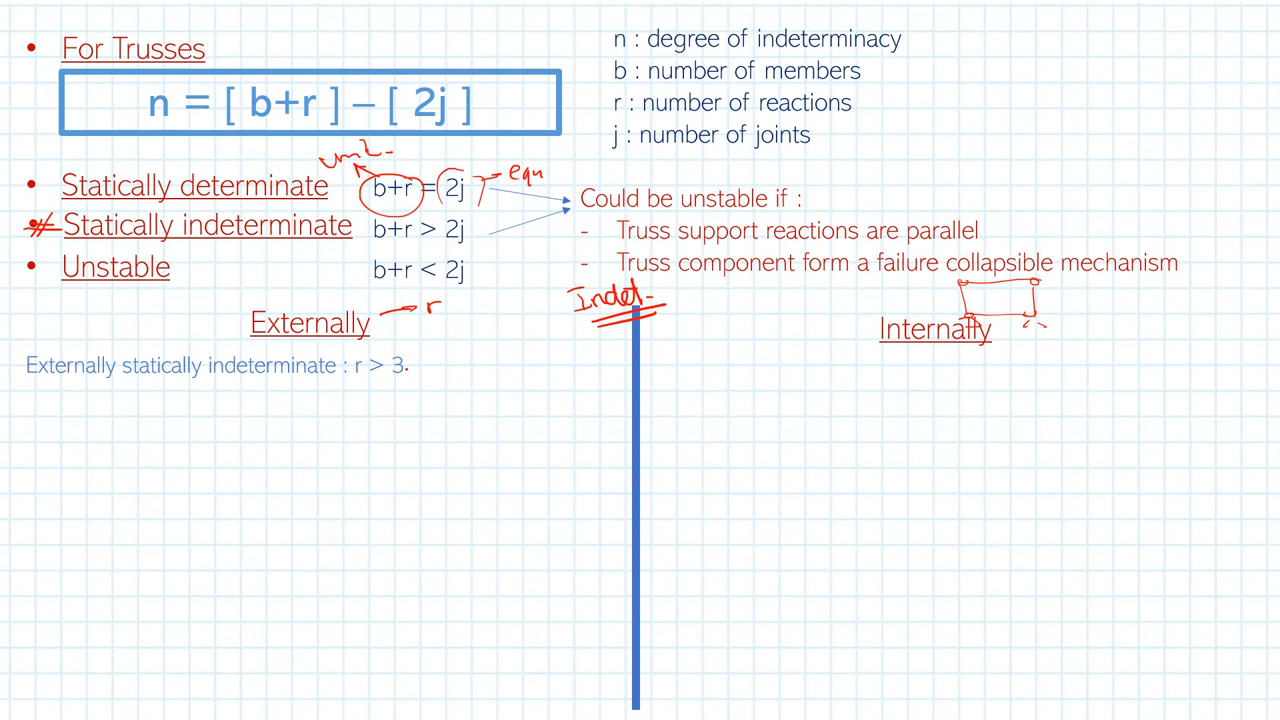 • For Trusses
n = [ b+r ] – [ 2j ]
n : degree of indeterminacy
b : number of members
r : number of reactions
j : number of joints
eqn
• Statically determinate b+r = 2j
• Statically indeterminate b+r > 2j
• Unstable b+r < 2j
Could be unstable if :
- Truss support reactions are parallel
- Truss component form a failure collapsible mechanism
Indet.
Externally r
Internally
Externally statically indeterminate : r > 3.